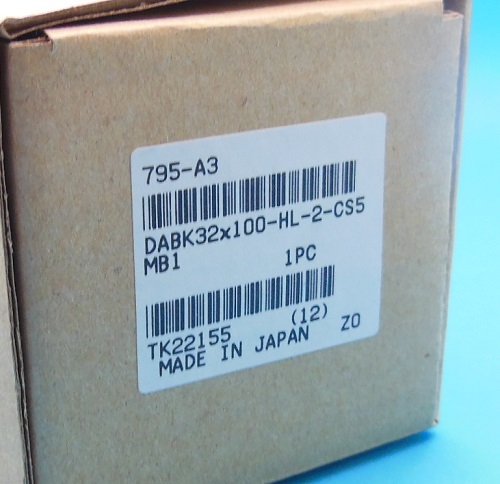 795-A3
DABK32x100-HL-2-CS5
MB1 1PC
(12)
TK22155 ZO
MADE IN JAPAN